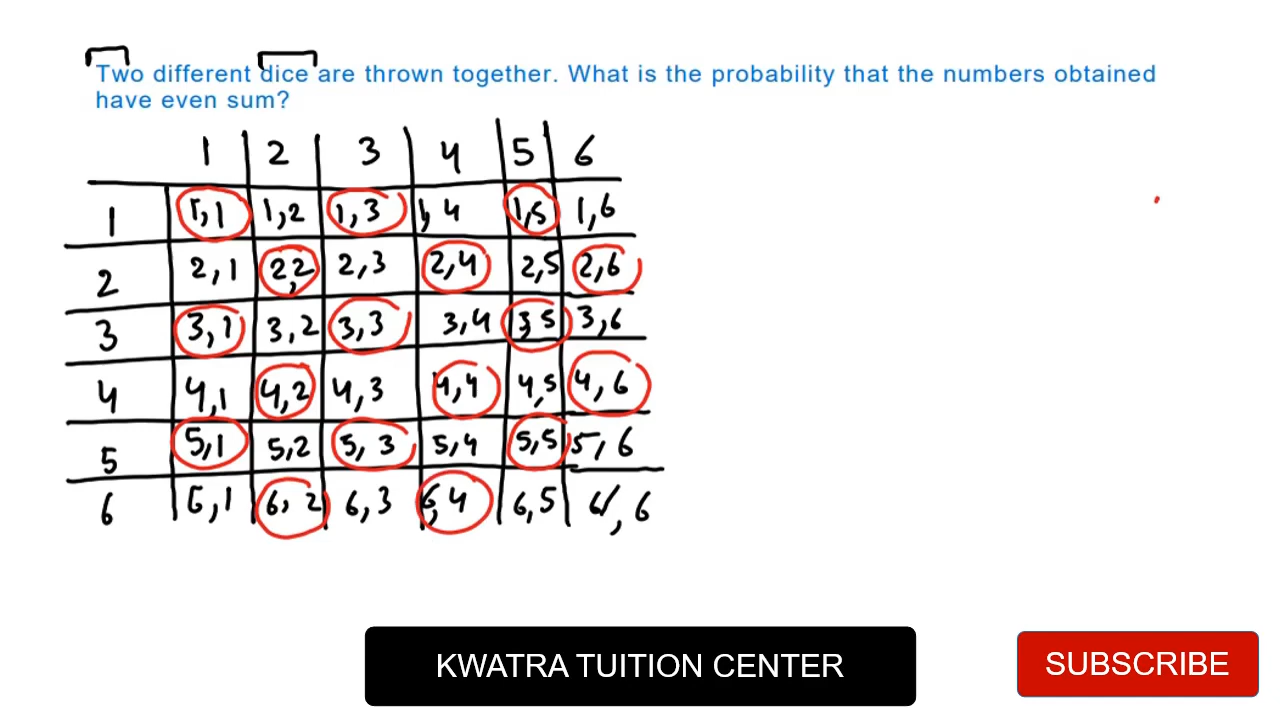 Two different dice are thrown together. What is the probability that the numbers obtained
have even sum?
1 2 3 4 5 6
1 1,1 1,2 1,3 1,4 1,5 1,6
2 2,1 2,2 2,3 2,4 2,5 2,6
3 3,1 3,2 3,3 3,4 3,5 3,6
4 4,1 4,2 4,3 4,4 4,5 4,6
5 5,1 5,2 5,3 5,4 5,5 5,6
6 6,1 6,2 6,3 6,4 6,5 6,6
KWATRA TUITION CENTER
SUBSCRIBE